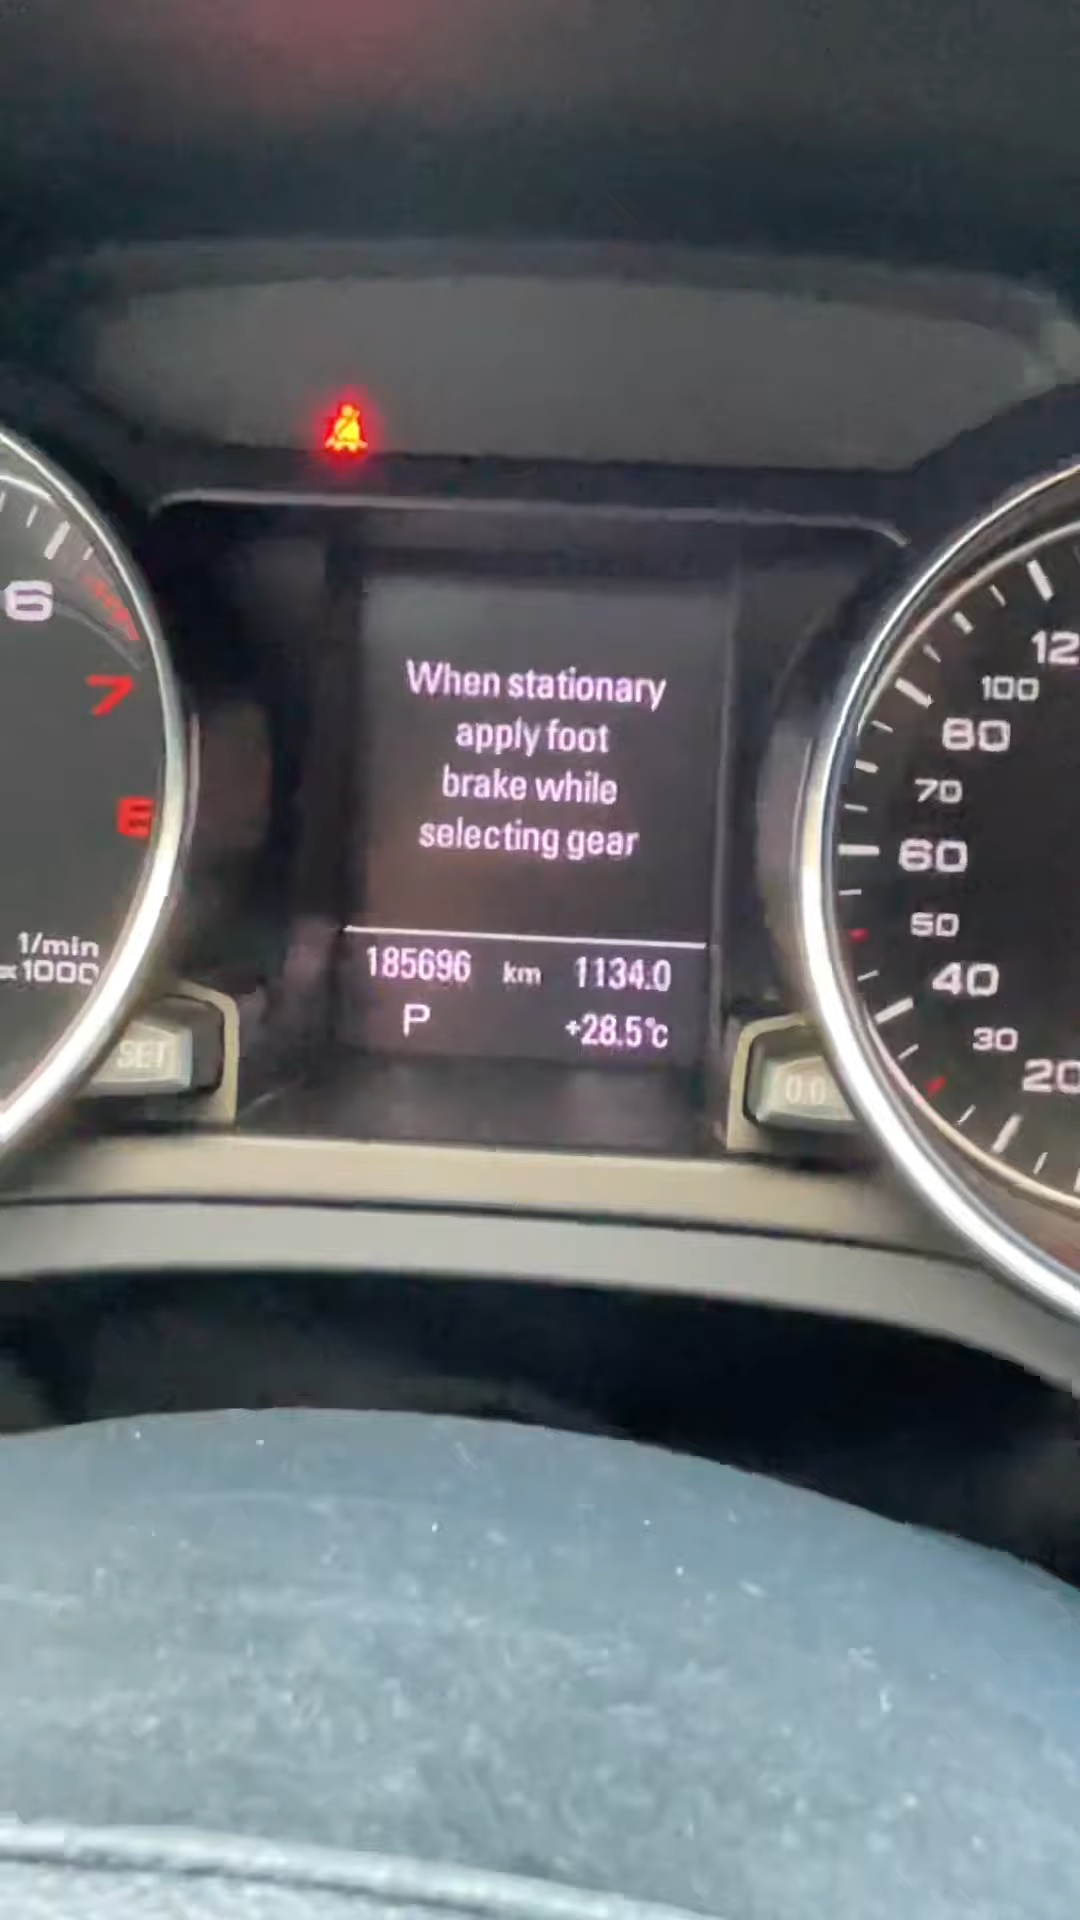 When stationary
apply foot
brake while
selecting gear
185696 km 1134.0
P +28.5°c
6
7
8
1/min
x1000
SET
0.0
12
100
80
70
60
50
40
30
20